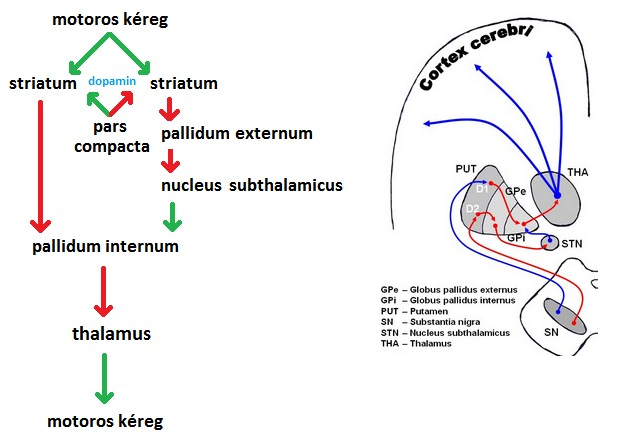 motoros kéreg
striatum dopamin striatum
pars
compacta
pallidum externum
nucleus subthalamicus
pallidum internum
thalamus
motoros kéreg
Cortex cerebri
PUT
THA
D1
GPe
D2
GPi
STN
GPe – Globus pallidus externus
GPi – Globus pallidus internus
PUT – Putamen
SN – Substantia nigra
STN – Nucleus subthalamicus
THA – Thalamus
SN